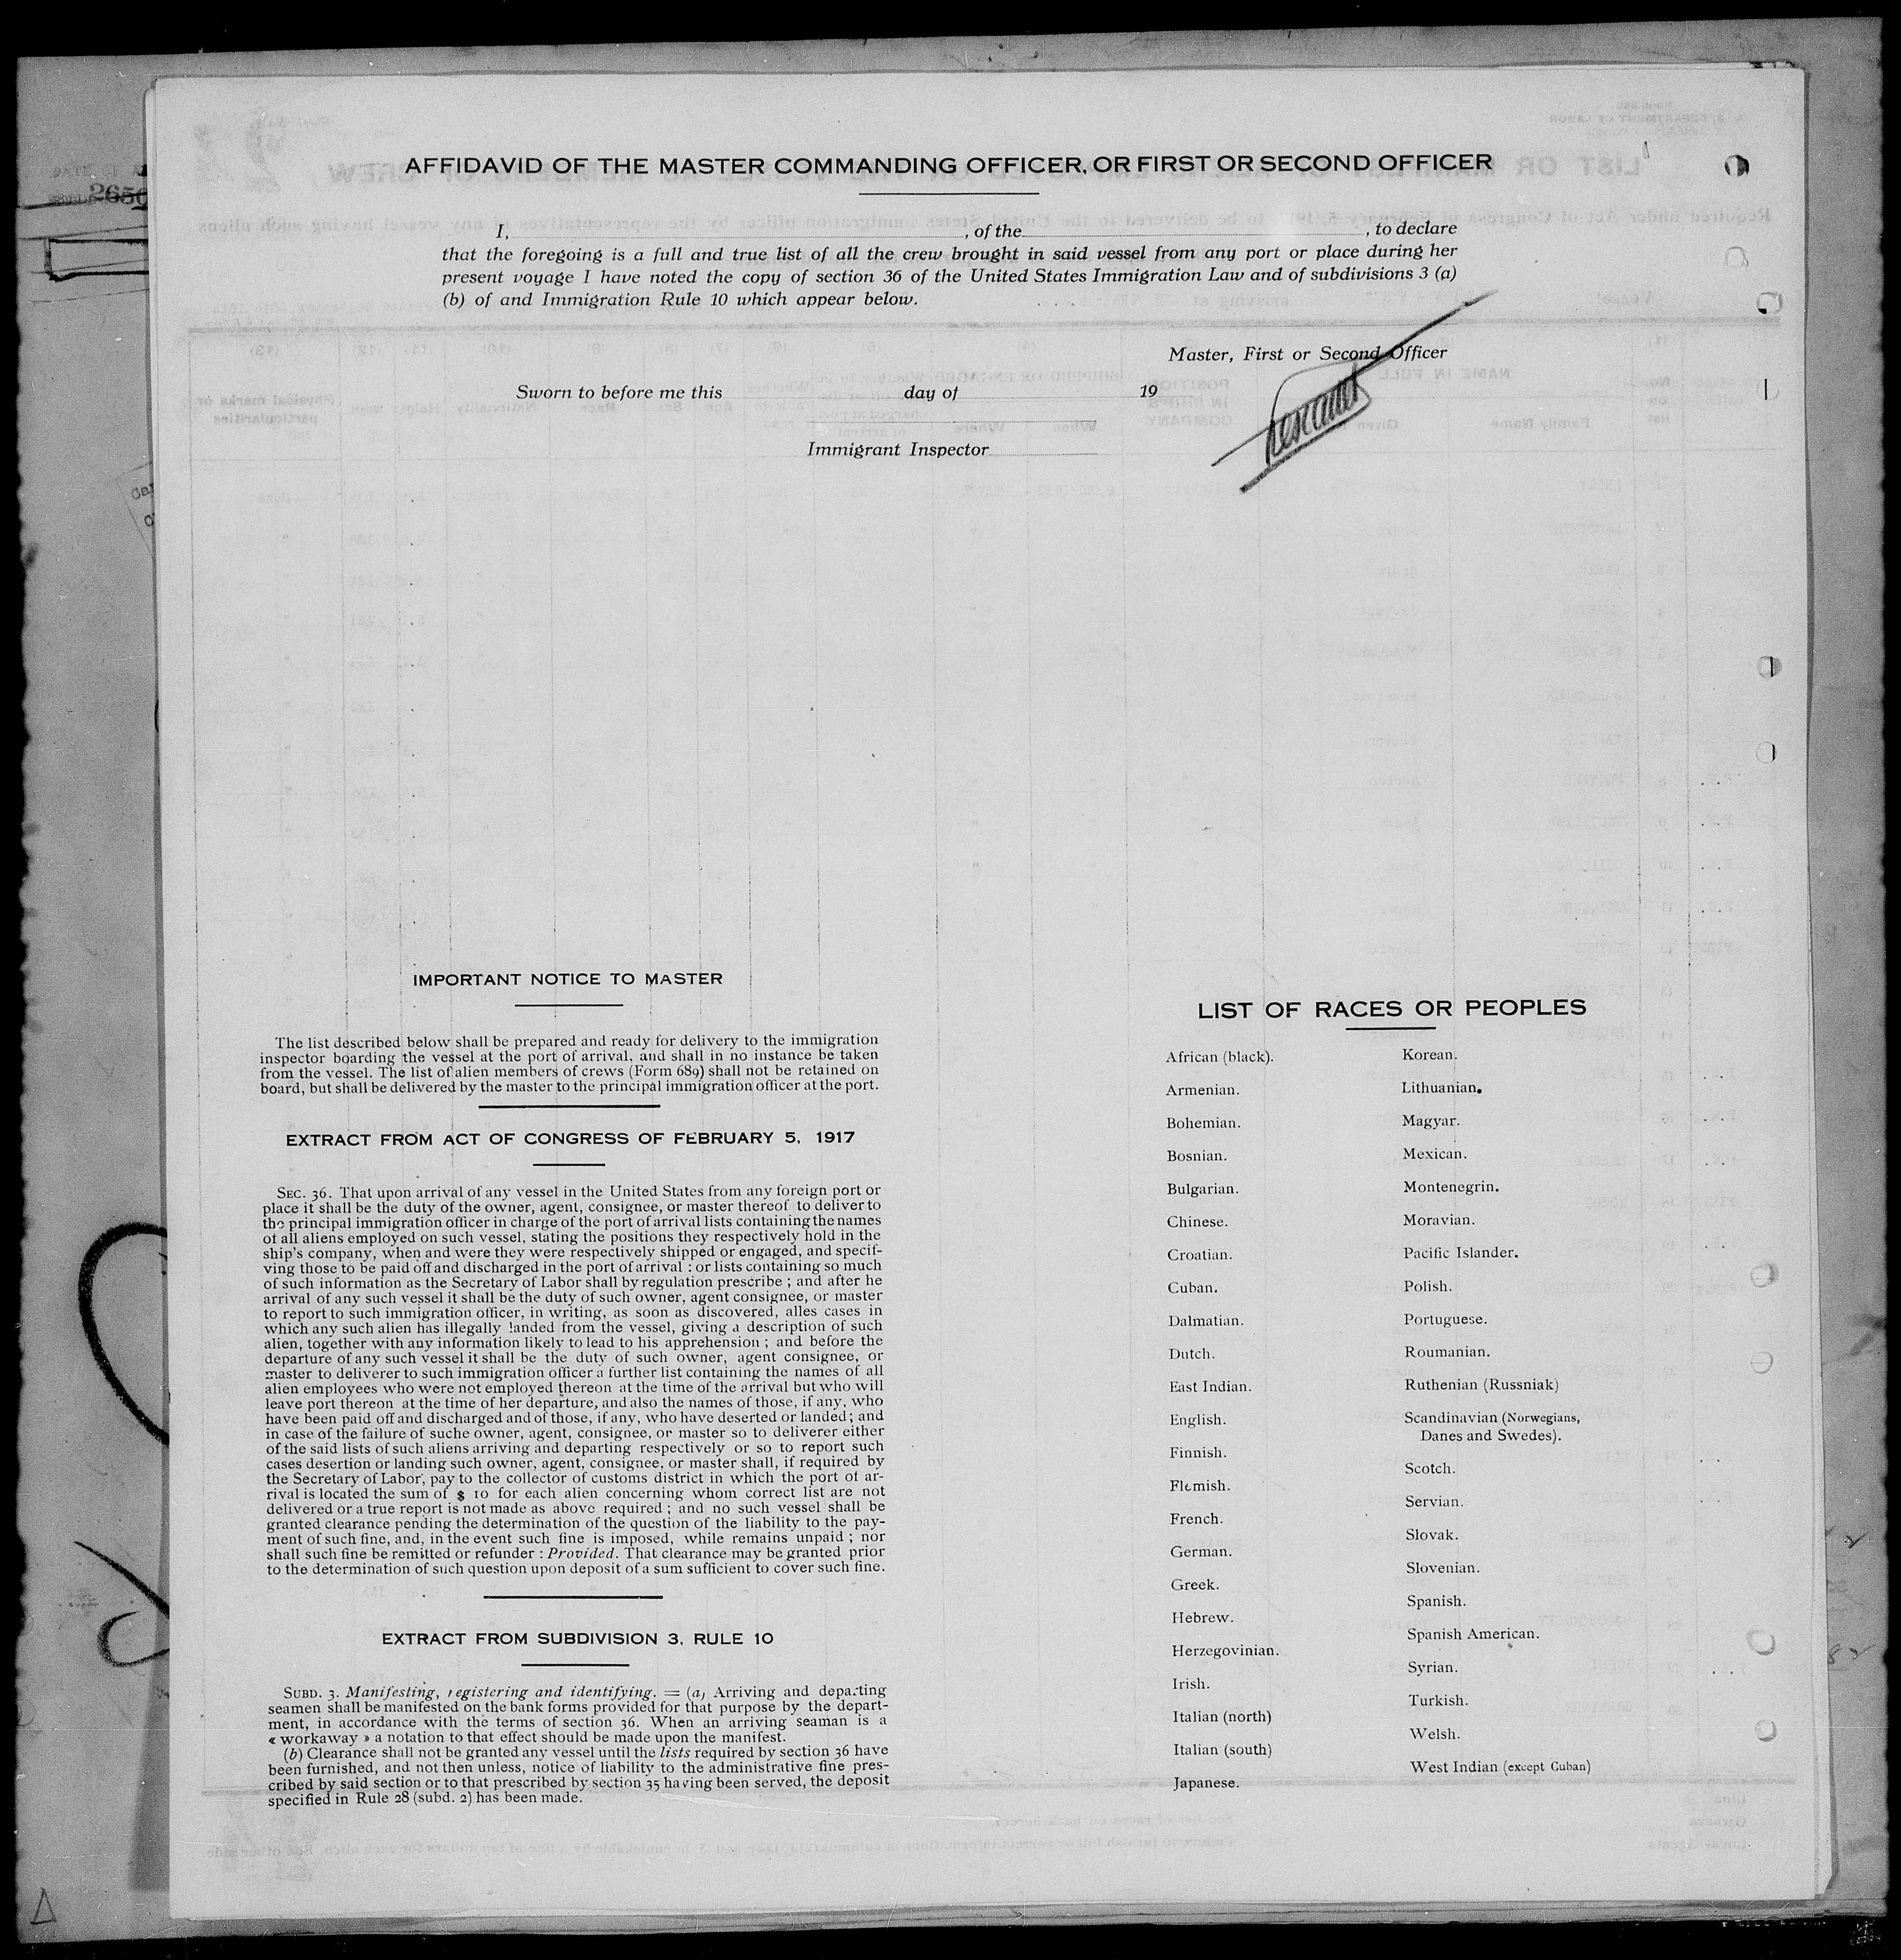 AFFIDAVID OF THE MASTER COMMANDING OFFICER, OR FIRST OR SECOND OFFICER
I, , of the , to declare
that the foregoing is a full and true list of all the crew brought in said vessel from any port or place during her
present voyage I have noted the copy of section 36 of the United States Immigration Law and of subdivisions 3 (a)
(b) of and Immigration Rule 10 which appear below.
Master, First or Second Officer
Sworn to before me this day of 19
Immigrant Inspector
IMPORTANT NOTICE TO MASTER
The list described below shall be prepared and ready for delivery to the immigration
inspector boarding the vessel at the port of arrival, and shall in no instance be taken
from the vessel. The list of alien members of crews (Form 689) shall not be retained on
board, but shall be delivered by the master to the principal immigration officer at the port.
EXTRACT FROM ACT OF CONGRESS OF FEBRUARY 5, 1917
SEC. 36. That upon arrival of any vessel in the United States from any foreign port or
place it shall be the duty of the owner, agent, consignee, or master thereof to deliver to
the principal immigration officer in charge of the port of arrival lists containing the names
of all aliens employed on such vessel, stating the positions they respectively hold in the
ship's company, when and were they were respectively shipped or engaged, and specif-
ving those to be paid off and discharged in the port of arrival : or lists containing so much
of such information as the Secretary of Labor shall by regulation prescribe ; and after he
arrival of any such vessel it shall be the duty of such owner, agent consignee, or master
to report to such immigration officer, in writing, as soon as discovered, alles cases in
which any such alien has illegally landed from the vessel, giving a description of such
alien, together with any information likely to lead to his apprehension ; and before the
departure of any such vessel it shall be the duty of such owner, agent consignee, or
master to deliverer to such immigration officer a further list containing the names of all
alien employees who were not employed thereon at the time of the arrival but who will
leave port thereon at the time of her departure, and also the names of those, if any, who
have been paid off and discharged and of those, if any, who have deserted or landed ; and
in case of the failure of suche owner, agent, consignee, or master so to deliverer either
of the said lists of such aliens arriving and departing respectively or so to report such
cases desertion or landing such owner, agent, consignee, or master shall, if required by
the Secretary of Labor, pay to the collector of customs district in which the port of ar-
rival is located the sum of $ 10 for each alien concerning whom correct list are not
delivered or a true report is not made as above required ; and no such vessel shall be
granted clearance pending the determination of the question of the liability to the pay-
ment of such fine, and, in the event such fine is imposed, while remains unpaid ; nor
shall such fine be remitted or refunder : Provided. That clearance may be granted prior
to the determination of such question upon deposit of a sum sufficient to cover such fine.
EXTRACT FROM SUBDIVISION 3, RULE 10
SUBD. 3. Manifesting, registering and identifying. = (a) Arriving and departing
seamen shall be manifested on the bank forms provided for that purpose by the depart-
ment, in accordance with the terms of section 36. When an arriving seaman is a
« workaway » a notation to that effect should be made upon the manifest.
(b) Clearance shall not be granted any vessel until the lists required by section 36 have
been furnished, and not then unless, notice of liability to the administrative fine pres-
cribed by said section or to that prescribed by section 35 having been served, the deposit
specified in Rule 28 (subd. 2) has been made.
LIST OF RACES OR PEOPLES
African (black).
Armenian.
Bohemian.
Bosnian.
Bulgarian.
Chinese.
Croatian.
Cuban.
Dalmatian.
Dutch.
East Indian.
English.
Finnish.
Flemish.
French.
German.
Greek.
Hebrew.
Herzegovinian.
Irish.
Italian (north)
Italian (south)
Japanese.
Korean.
Lithuanian.
Magyar.
Mexican.
Montenegrin.
Moravian.
Pacific Islander.
Polish.
Portuguese.
Roumanian.
Ruthenian (Russniak)
Scandinavian (Norwegians,
Danes and Swedes).
Scotch.
Servian.
Slovak.
Slovenian.
Spanish.
Spanish American.
Syrian.
Turkish.
Welsh.
West Indian (except Cuban)